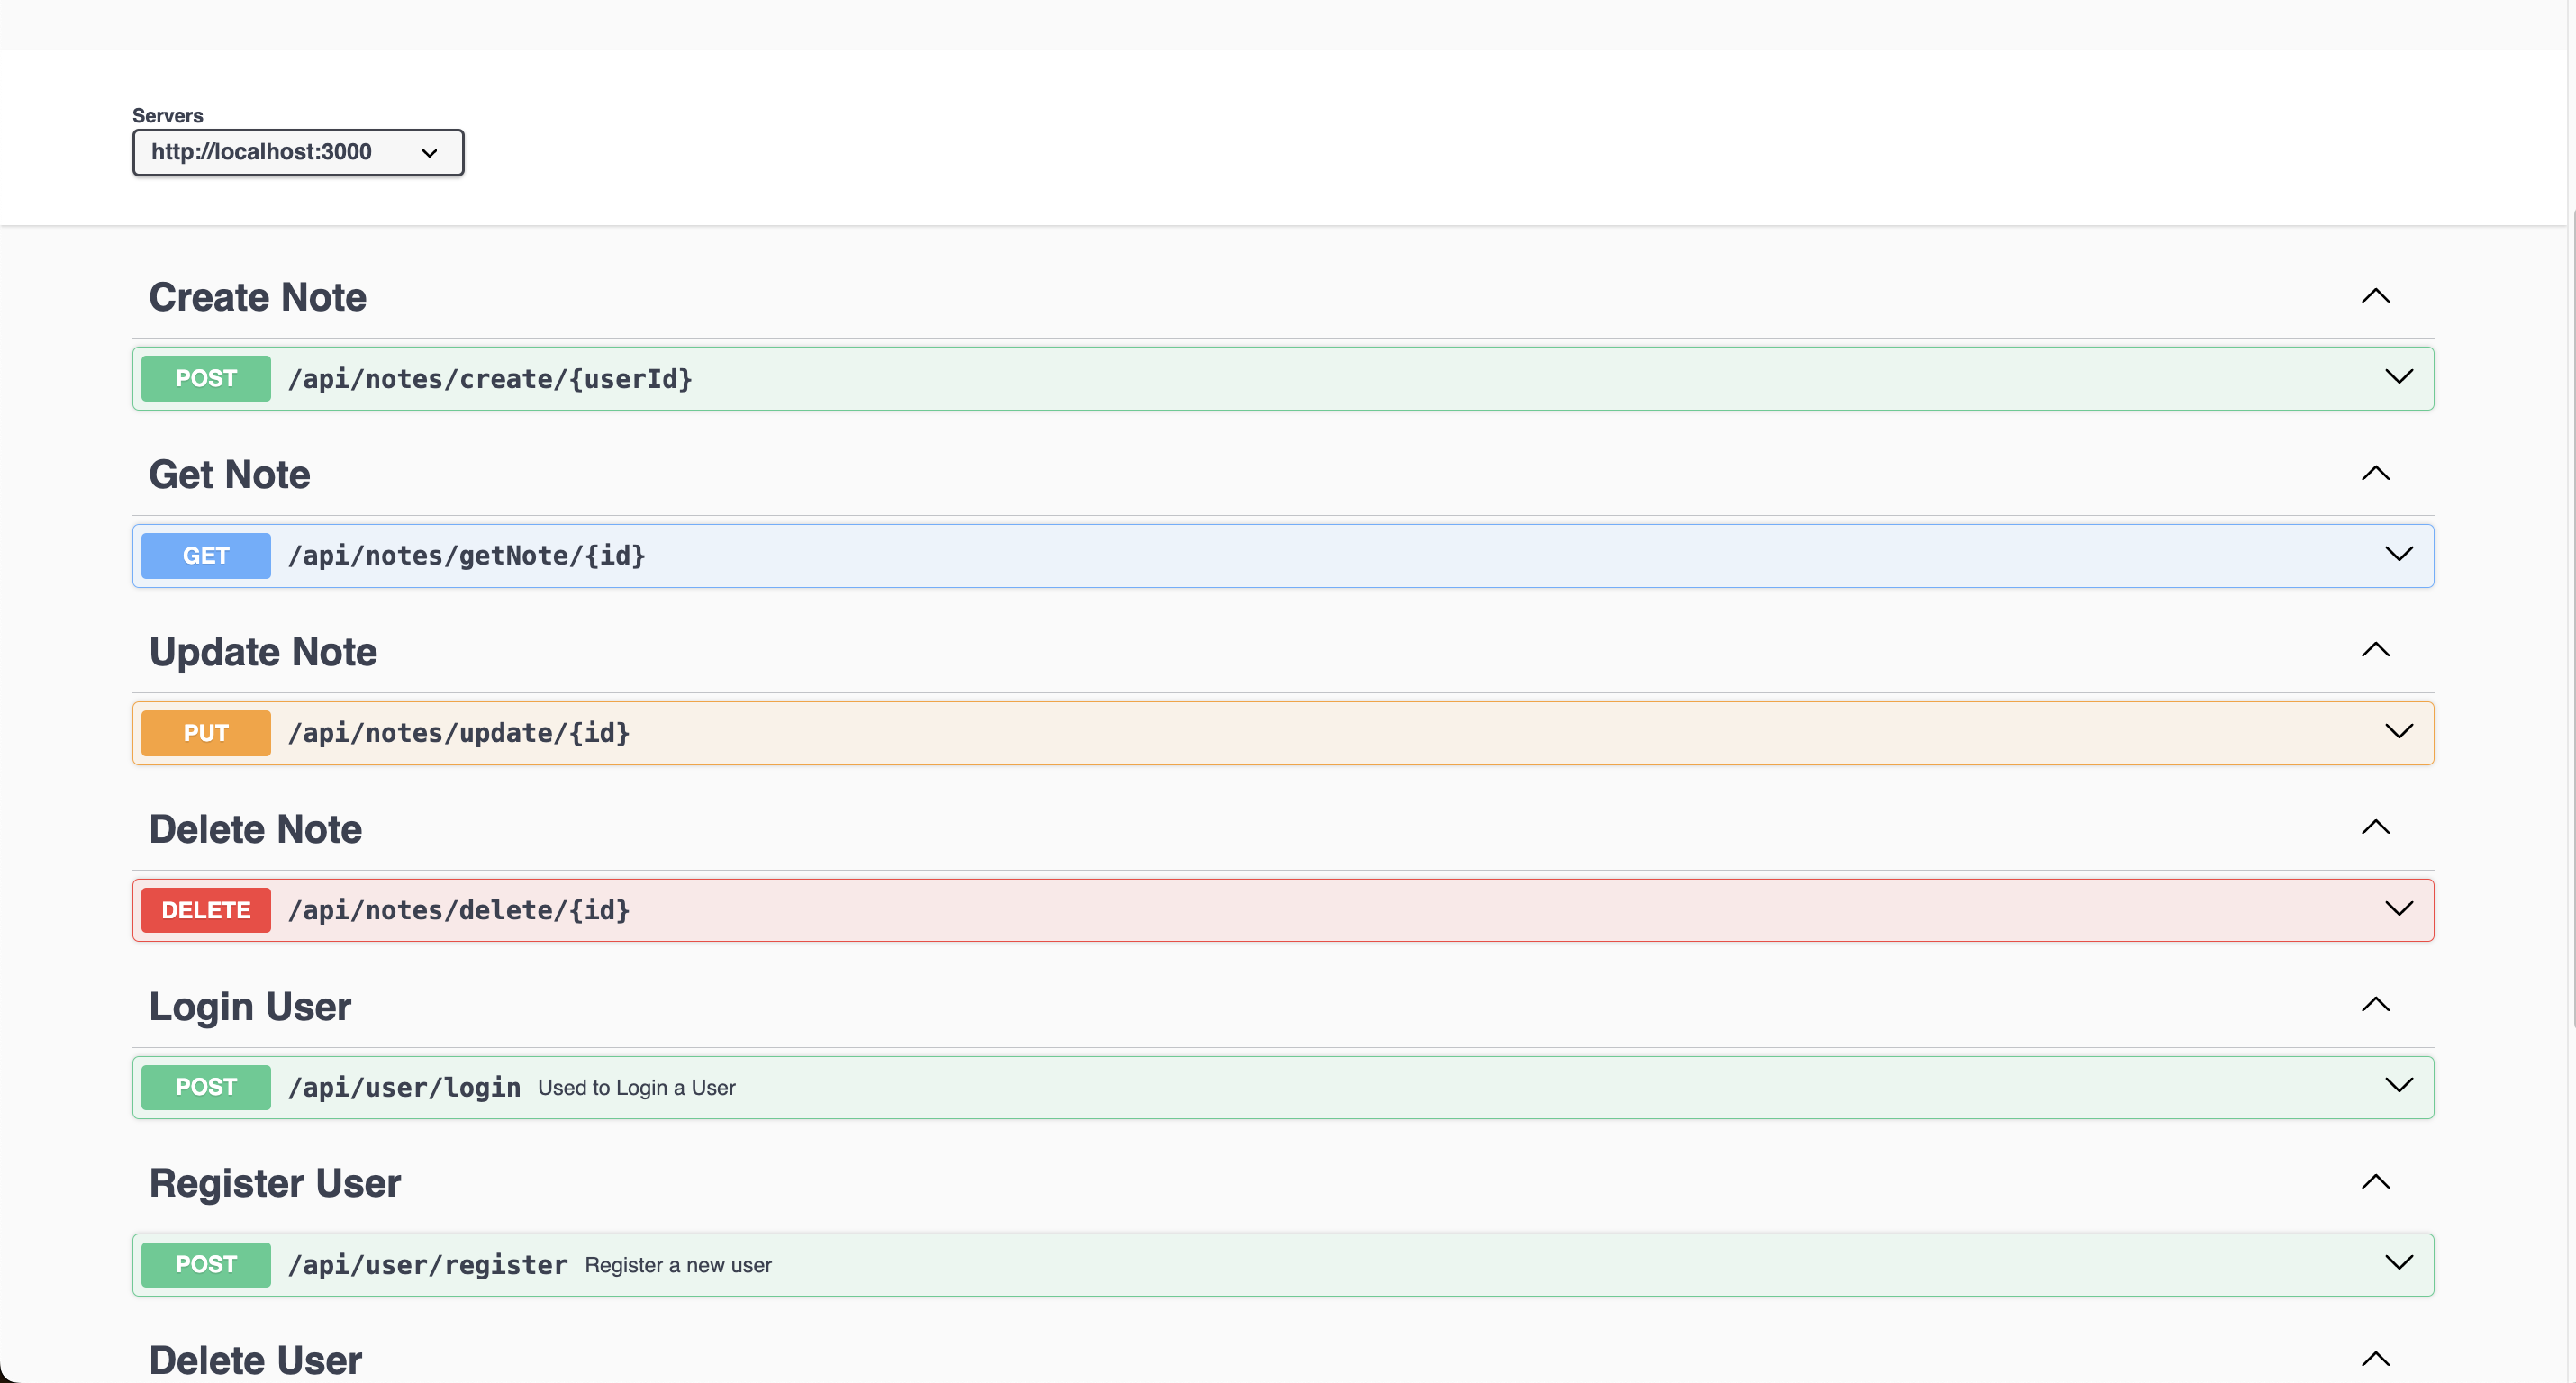 Servers
http://localhost:3000
Create Note
POST /api/notes/create/{userId}
Get Note
GET /api/notes/getNote/{id}
Update Note
PUT /api/notes/update/{id}
Delete Note
DELETE /api/notes/delete/{id}
Login User
POST /api/user/login Used to Login a User
Register User
POST /api/user/register Register a new user
Delete User